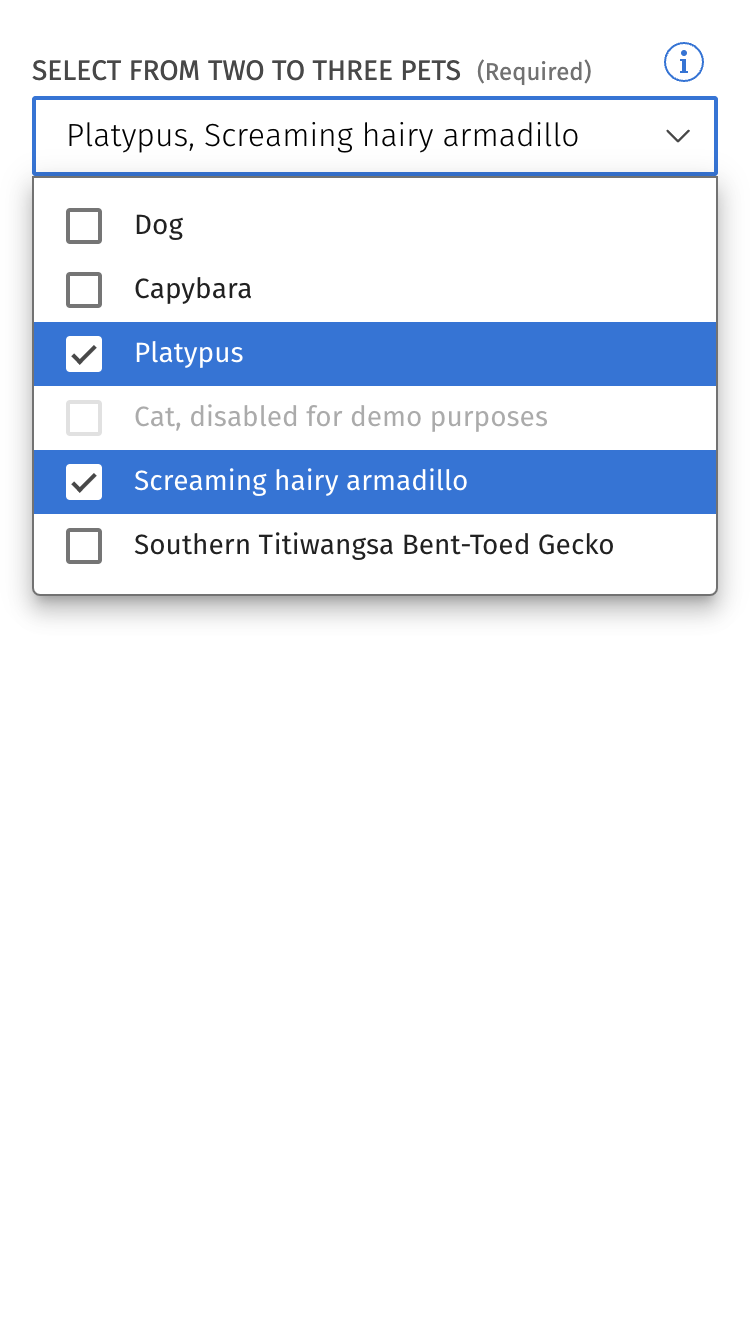 SELECT FROM TWO TO THREE PETS (Required)
Platypus, Screaming hairy armadillo
Dog
Capybara
Platypus
Cat, disabled for demo purposes
Screaming hairy armadillo
Southern Titiwangsa Bent-Toed Gecko